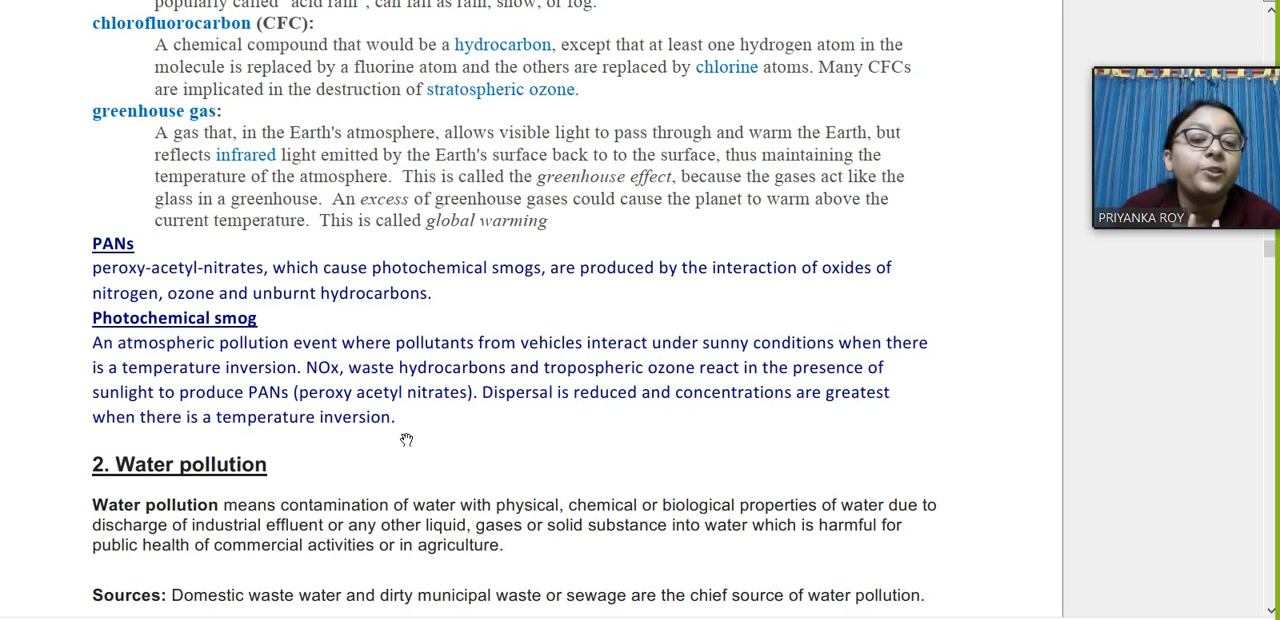 popularly called "acid rain", can fall as rain, snow, or fog.
chlorofluorocarbon (CFC):
A chemical compound that would be a hydrocarbon, except that at least one hydrogen atom in the
molecule is replaced by a fluorine atom and the others are replaced by chlorine atoms. Many CFCs
are implicated in the destruction of stratospheric ozone.
greenhouse gas:
A gas that, in the Earth's atmosphere, allows visible light to pass through and warm the Earth, but
reflects infrared light emitted by the Earth's surface back to to the surface, thus maintaining the
temperature of the atmosphere. This is called the greenhouse effect, because the gases act like the
glass in a greenhouse. An excess of greenhouse gases could cause the planet to warm above the
current temperature. This is called global warming
PANs
peroxy-acetyl-nitrates, which cause photochemical smogs, are produced by the interaction of oxides of
nitrogen, ozone and unburnt hydrocarbons.
Photochemical smog
An atmospheric pollution event where pollutants from vehicles interact under sunny conditions when there
is a temperature inversion. NOx, waste hydrocarbons and tropospheric ozone react in the presence of
sunlight to produce PANs (peroxy acetyl nitrates). Dispersal is reduced and concentrations are greatest
when there is a temperature inversion.
2. Water pollution
Water pollution means contamination of water with physical, chemical or biological properties of water due to
discharge of industrial effluent or any other liquid, gases or solid substance into water which is harmful for
public health of commercial activities or in agriculture.
Sources: Domestic waste water and dirty municipal waste or sewage are the chief source of water pollution.
PRIYANKA ROY